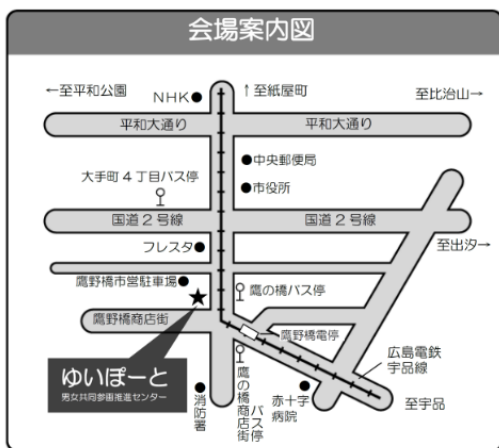 会場案内図
←至平和公園
NHK
↑至紙屋町
至比治山→
平和大通り
平和大通り
中央郵便局
大手町4丁目バス停
市役所
国道2号線
国道2号線
フレスタ
至出汐→
鷹野橋市営駐車場
鷹の橋バス停
鷹野橋商店街
鷹野橋電停
広島電鉄
宇品線
ゆいぽーと
男女共同参画推進センター
消防署
鷹の橋商店街
バス停
赤十字
病院
至宇品